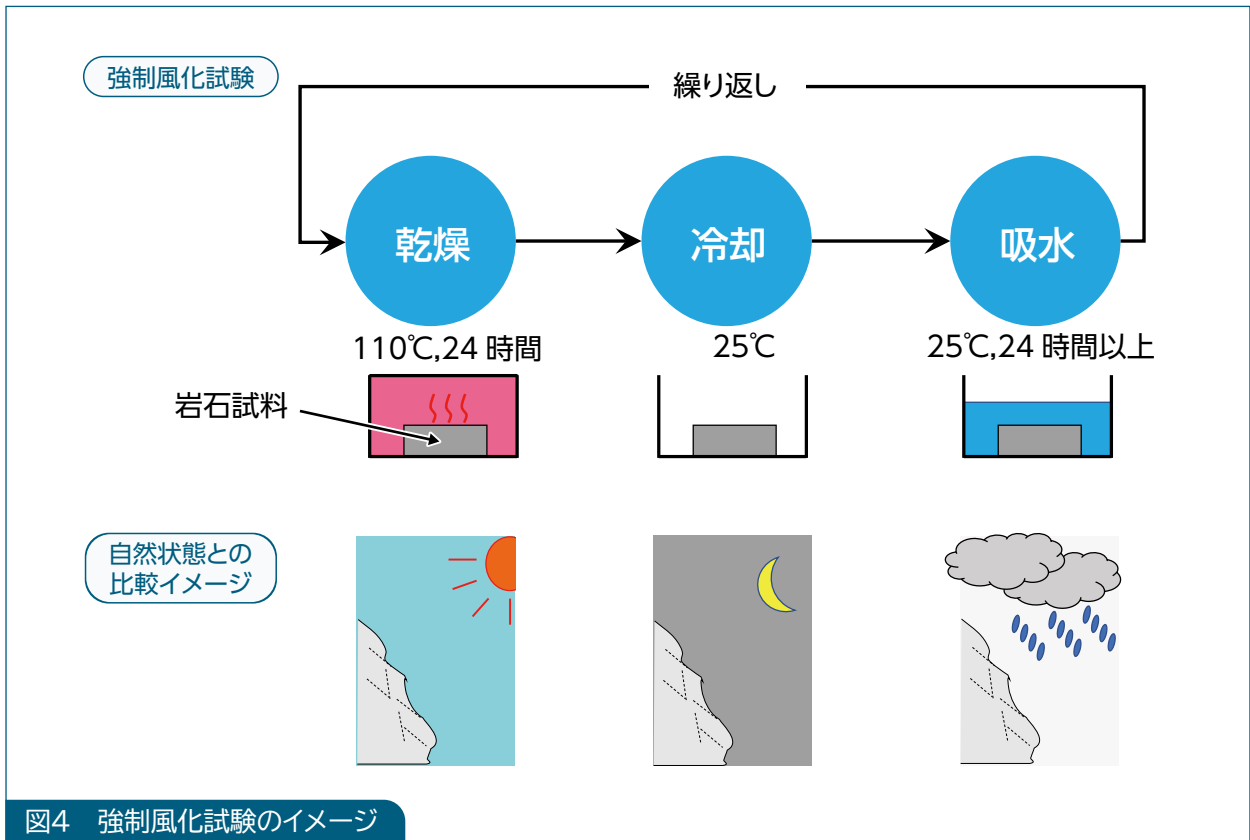 強制風化試験
繰り返し
乾燥
冷却
吸水
110℃,24 時間
25℃
25℃,24 時間以上
岩石試料
自然状態との
比較イメージ
図4 強制風化試験のイメージ